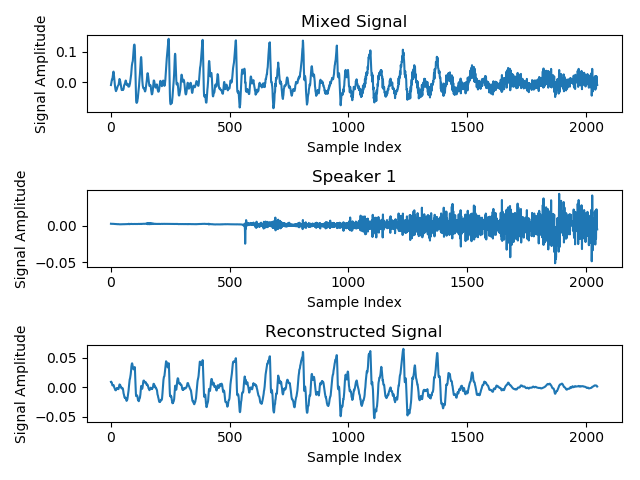 Mixed Signal
Signal Amplitude
0.1
0.0
0 500 1000 1500 2000
Sample Index
Speaker 1
Signal Amplitude
0.00
−0.05
0 500 1000 1500 2000
Sample Index
Reconstructed Signal
Signal Amplitude
0.05
0.00
−0.05
0 500 1000 1500 2000
Sample Index